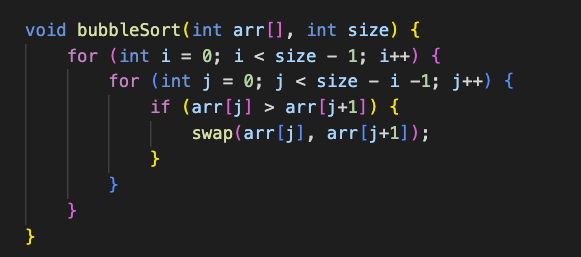 void bubbleSort(int arr[], int size) {
    for (int i = 0; i < size - 1; i++) {
        for (int j = 0; j < size - i -1; j++) {
            if (arr[j] > arr[j+1]) {
                swap(arr[j], arr[j+1]);
            }
        }
    }
}